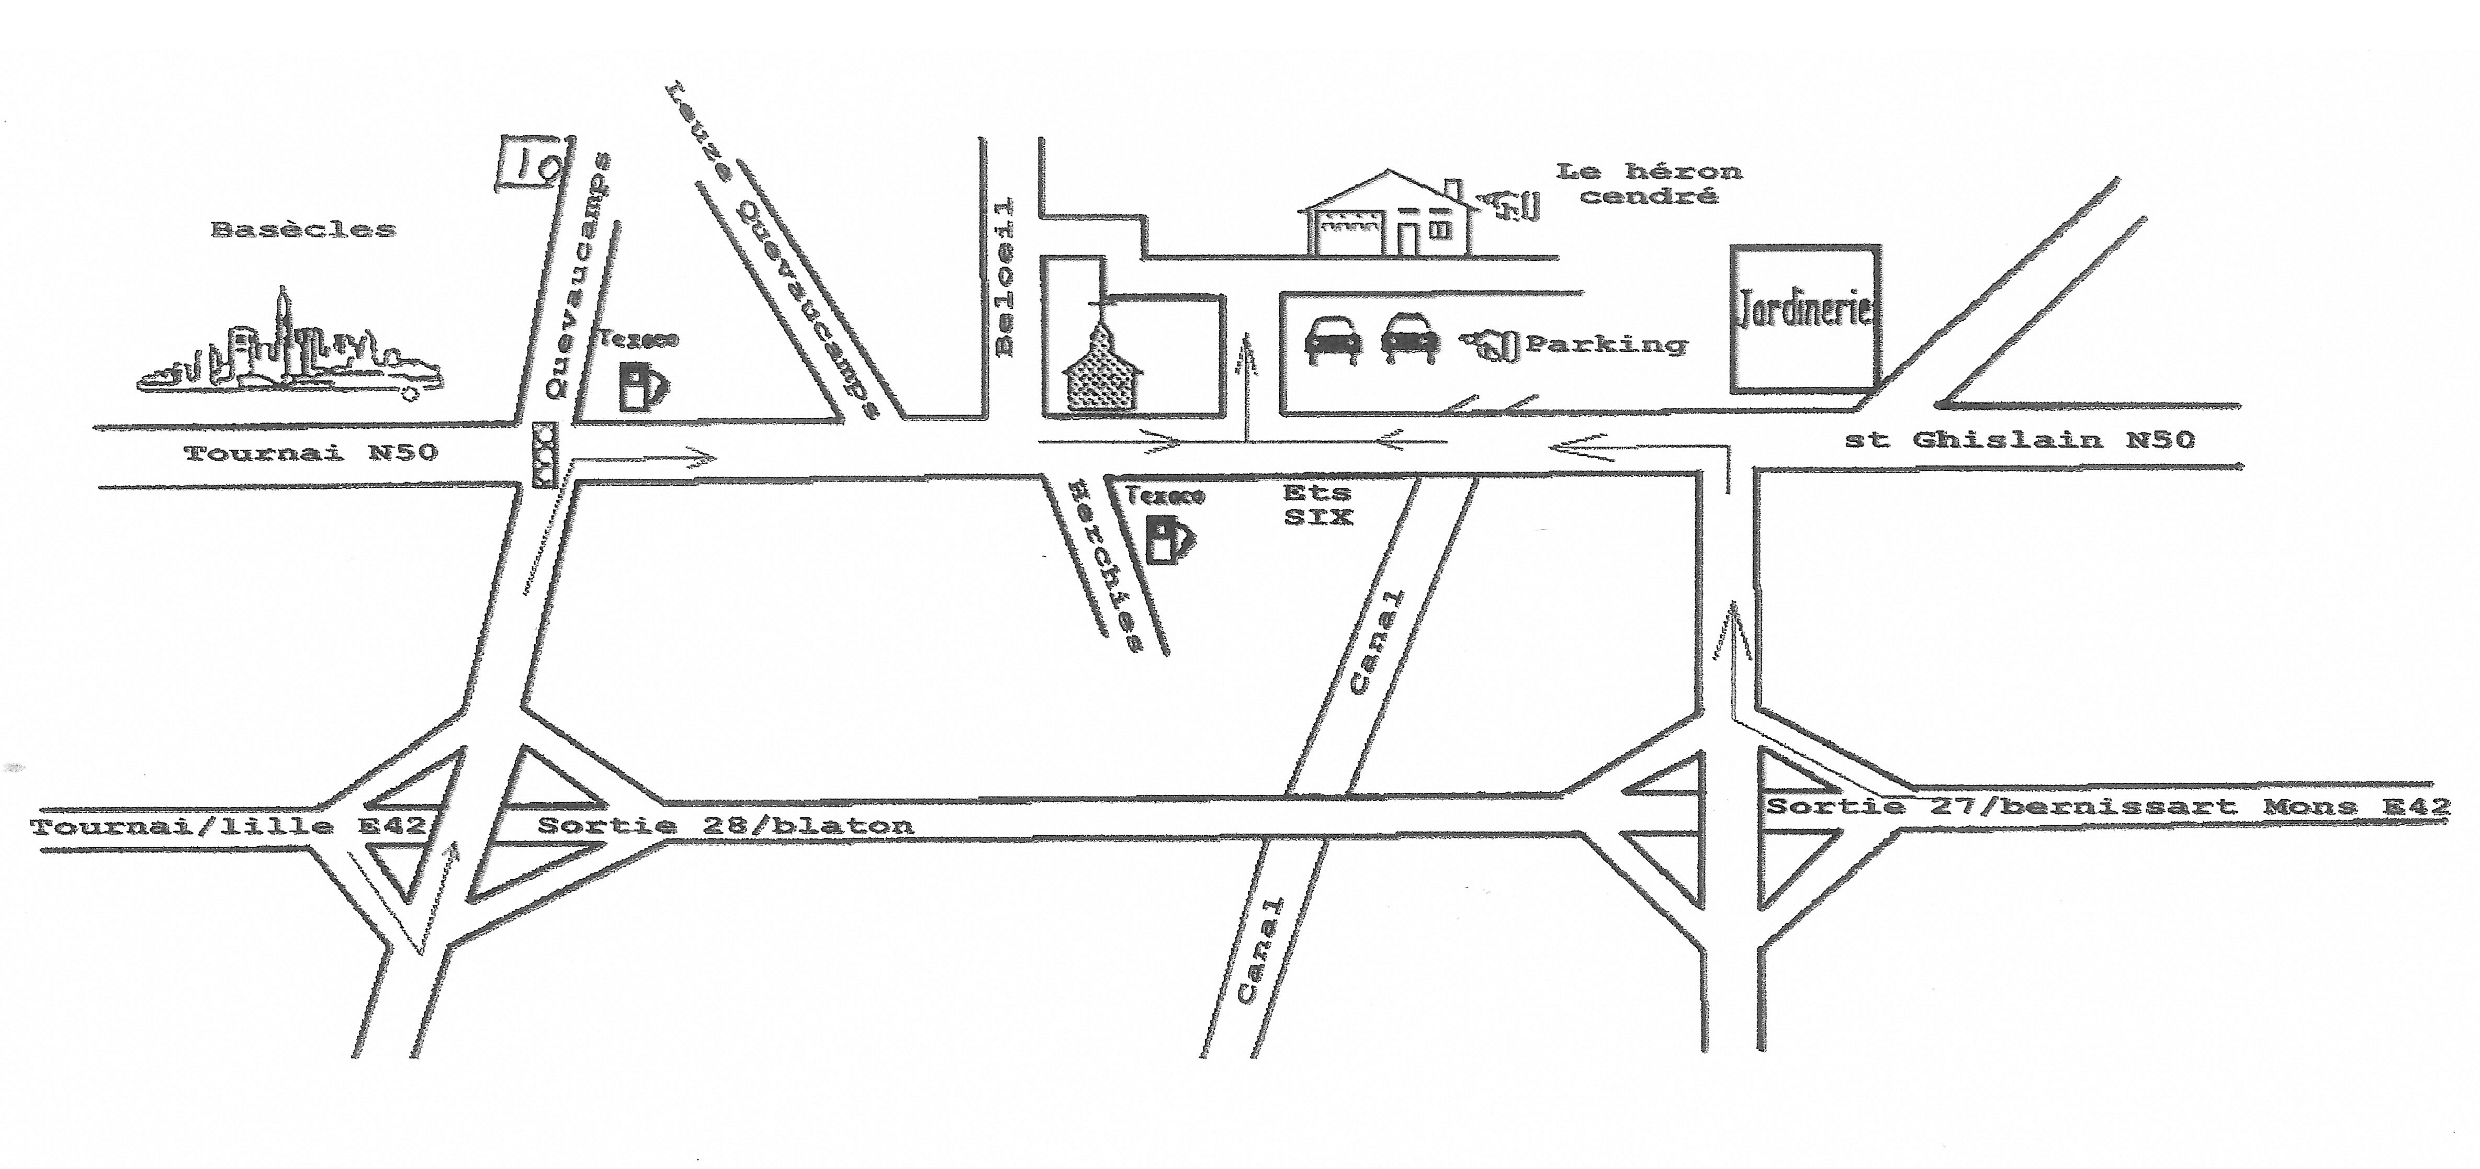 Leuze Quevaucamps
10
Quevaucamps
Basècles
Beloeil
Le héron
cendré
Jardinerie
Texaco
Parking
Tournai N50
st Ghislain N50
Herchies
Texaco
Ets
SIX
Canal
Tournai/lille E42
Sortie 28/blaton
Sortie 27/bernissart Mons E42
Canal